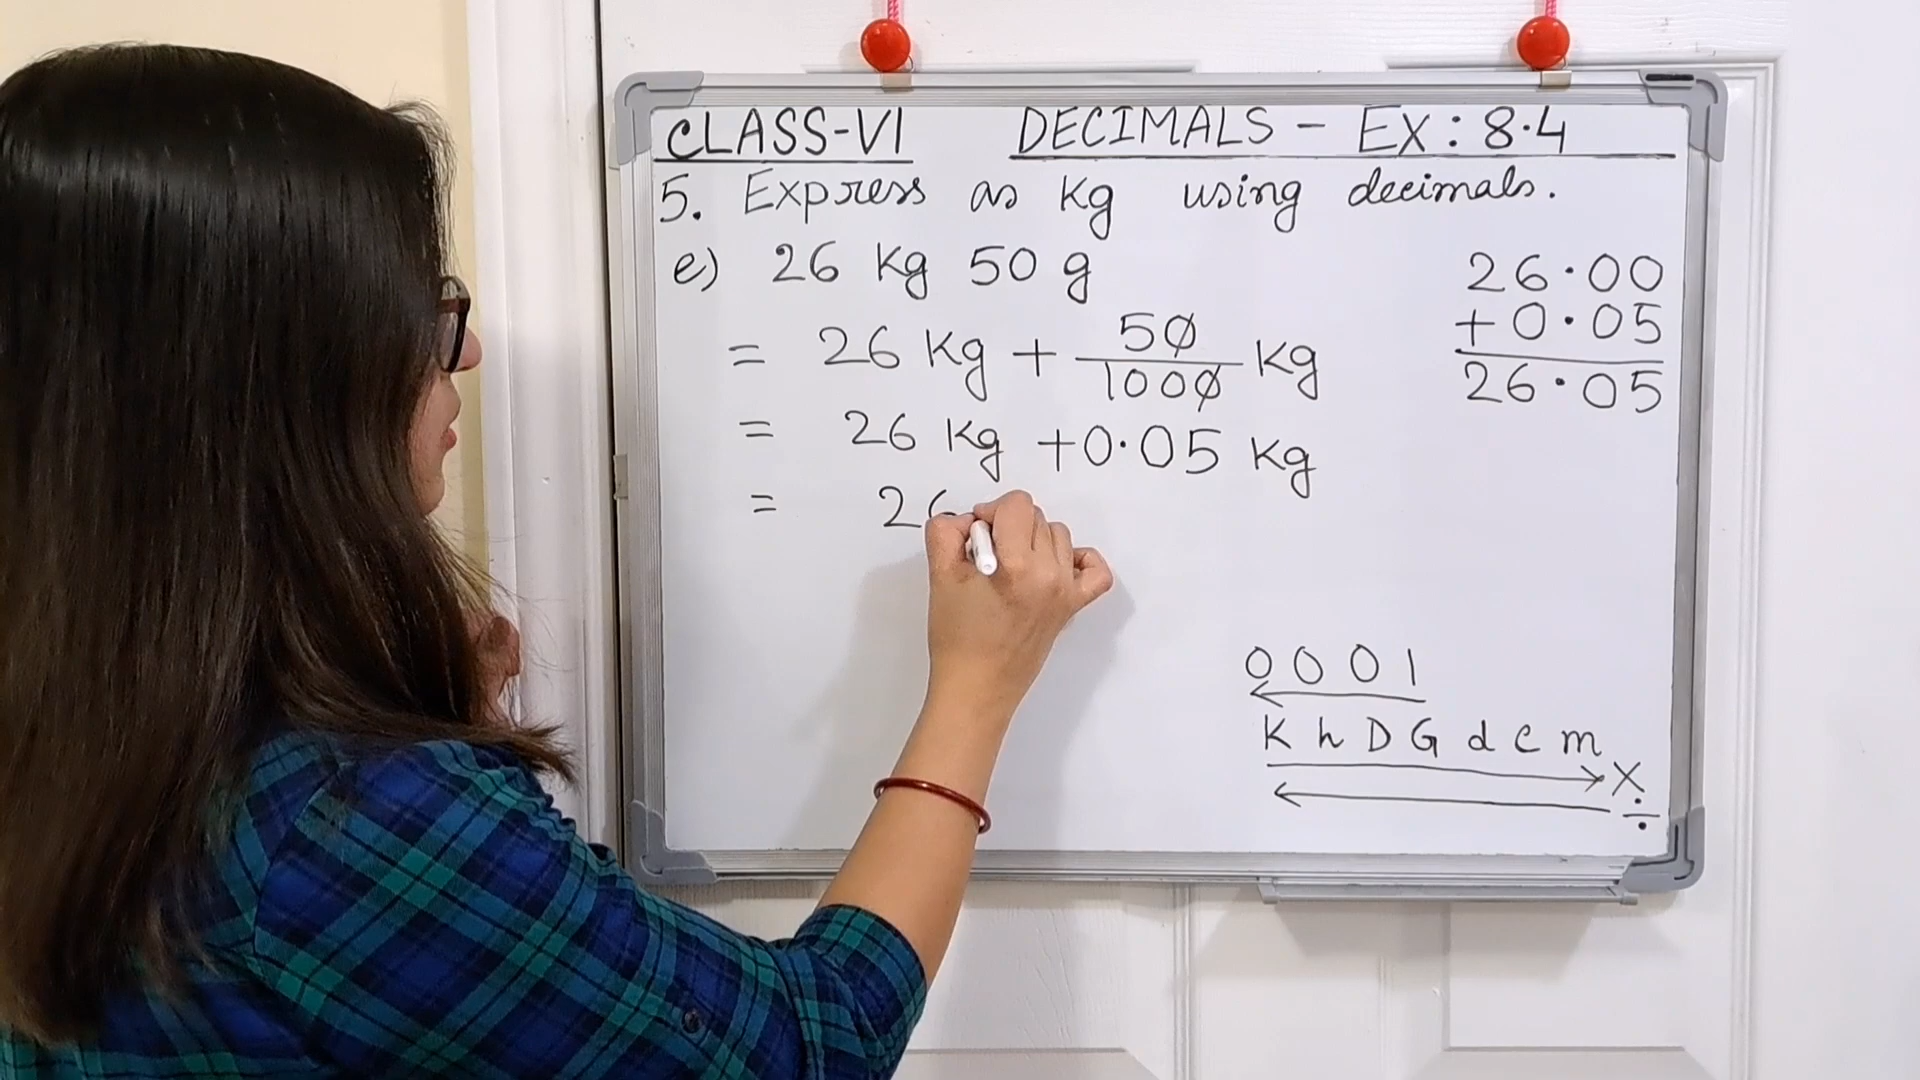 CLASS-VI DECIMALS - EX: 8.4
5. Express as Kg using decimals.
e) 26 Kg 50 g
= 26 Kg + 50/1000 Kg
= 26 Kg +0.05 Kg
= 26
26.00
+0.05
26.05
0 0 0 1
K h D G d c m
×
÷